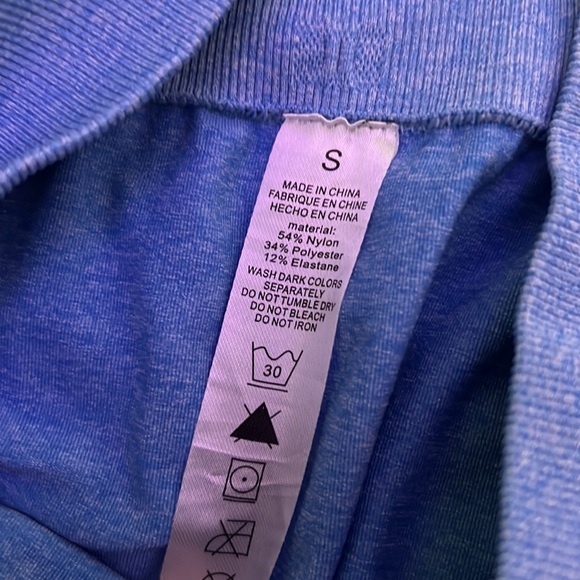 S
MADE IN CHINA
FABRIQUE EN CHINE
HECHO EN CHINA
material:
54% Nylon
34% Polyester
12% Elastane
WASH DARK COLORS
SEPARATELY
DO NOT TUMBLE DRY
DO NOT BLEACH
DO NOT IRON
30